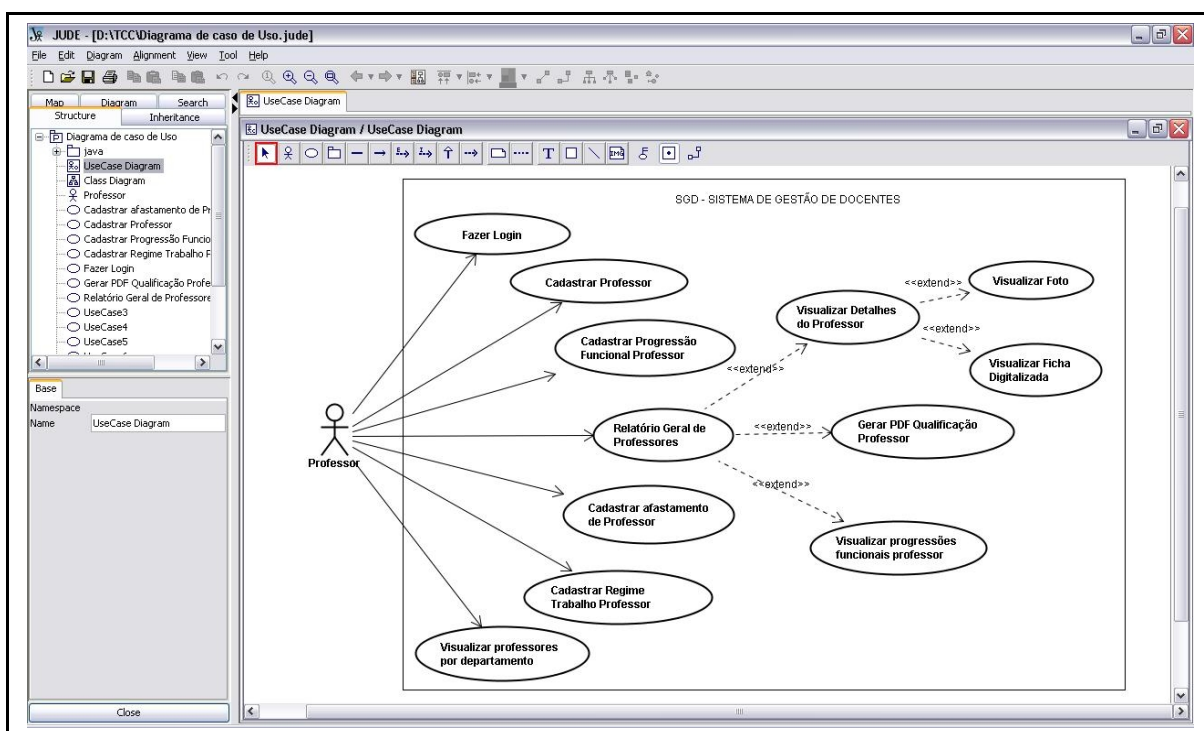 JUDE - [D:\TCC\Diagrama de caso de Uso.jude]
File Edit Diagram Alignment View Tool Help
Map Diagram Search
Structure Inheritance
Diagrama de caso de Uso
java
UseCase Diagram
Class Diagram
Professor
Cadastrar afastamento de Pr
Cadastrar Professor
Cadastrar Progressão Funcio
Cadastrar Regime Trabalho P
Fazer Login
Gerar PDF Qualificação Profe
Relatório Geral de Professore
UseCase3
UseCase4
UseCase5
Base
Namespace
Name UseCase Diagram
Close
UseCase Diagram
UseCase Diagram / UseCase Diagram
T
IMG
SGD - SISTEMA DE GESTÃO DE DOCENTES
Fazer Login
Cadastrar Professor
<<extend>>
Visualizar Foto
Visualizar Detalhes
do Professor
<<extend>>
Cadastrar Progressão
Funcional Professor
Visualizar Ficha
Digitalizada
<<extend>>
Professor
Relatório Geral de
Professores
<<extend>>
Gerar PDF Qualificação
Professor
<<extend>>
Cadastrar afastamento
de Professor
Visualizar progressões
funcionais professor
Cadastrar Regime
Trabalho Professor
Visualizar professores
por departamento